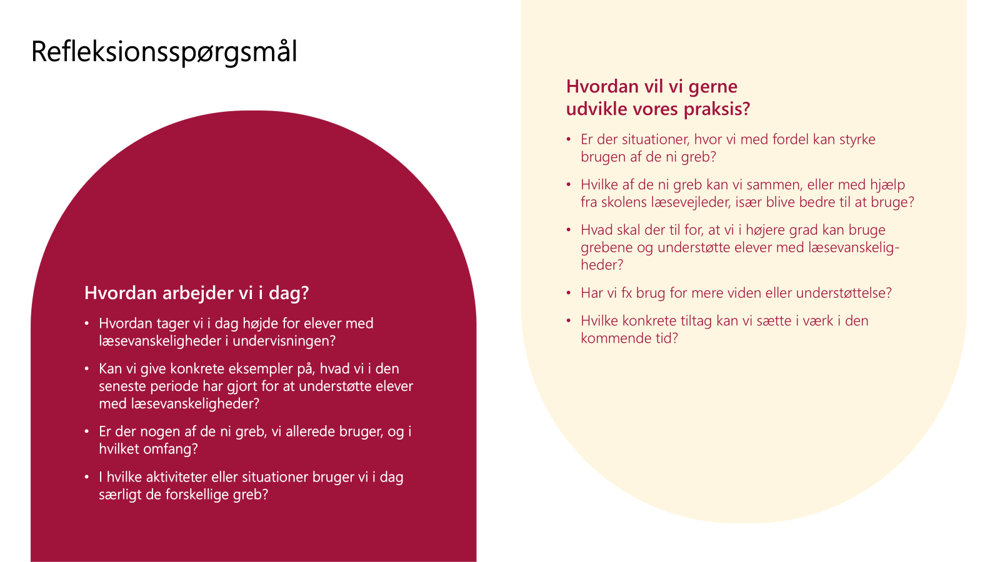 Refleksionsspørgsmål
Hvordan arbejder vi i dag?
• Hvordan tager vi i dag højde for elever med
læsevanskeligheder i undervisningen?
• Kan vi give konkrete eksempler på, hvad vi i den
seneste periode har gjort for at understøtte elever
med læsevanskeligheder?
• Er der nogen af de ni greb, vi allerede bruger, og i
hvilket omfang?
• I hvilke aktiviteter eller situationer bruger vi i dag
særligt de forskellige greb?
Hvordan vil vi gerne
udvikle vores praksis?
• Er der situationer, hvor vi med fordel kan styrke
brugen af de ni greb?
• Hvilke af de ni greb kan vi sammen, eller med hjælp
fra skolens læsevejleder, især blive bedre til at bruge?
• Hvad skal der til for, at vi i højere grad kan bruge
grebene og understøtte elever med læsevanskelig-
heder?
• Har vi fx brug for mere viden eller understøttelse?
• Hvilke konkrete tiltag kan vi sætte i værk i den
kommende tid?